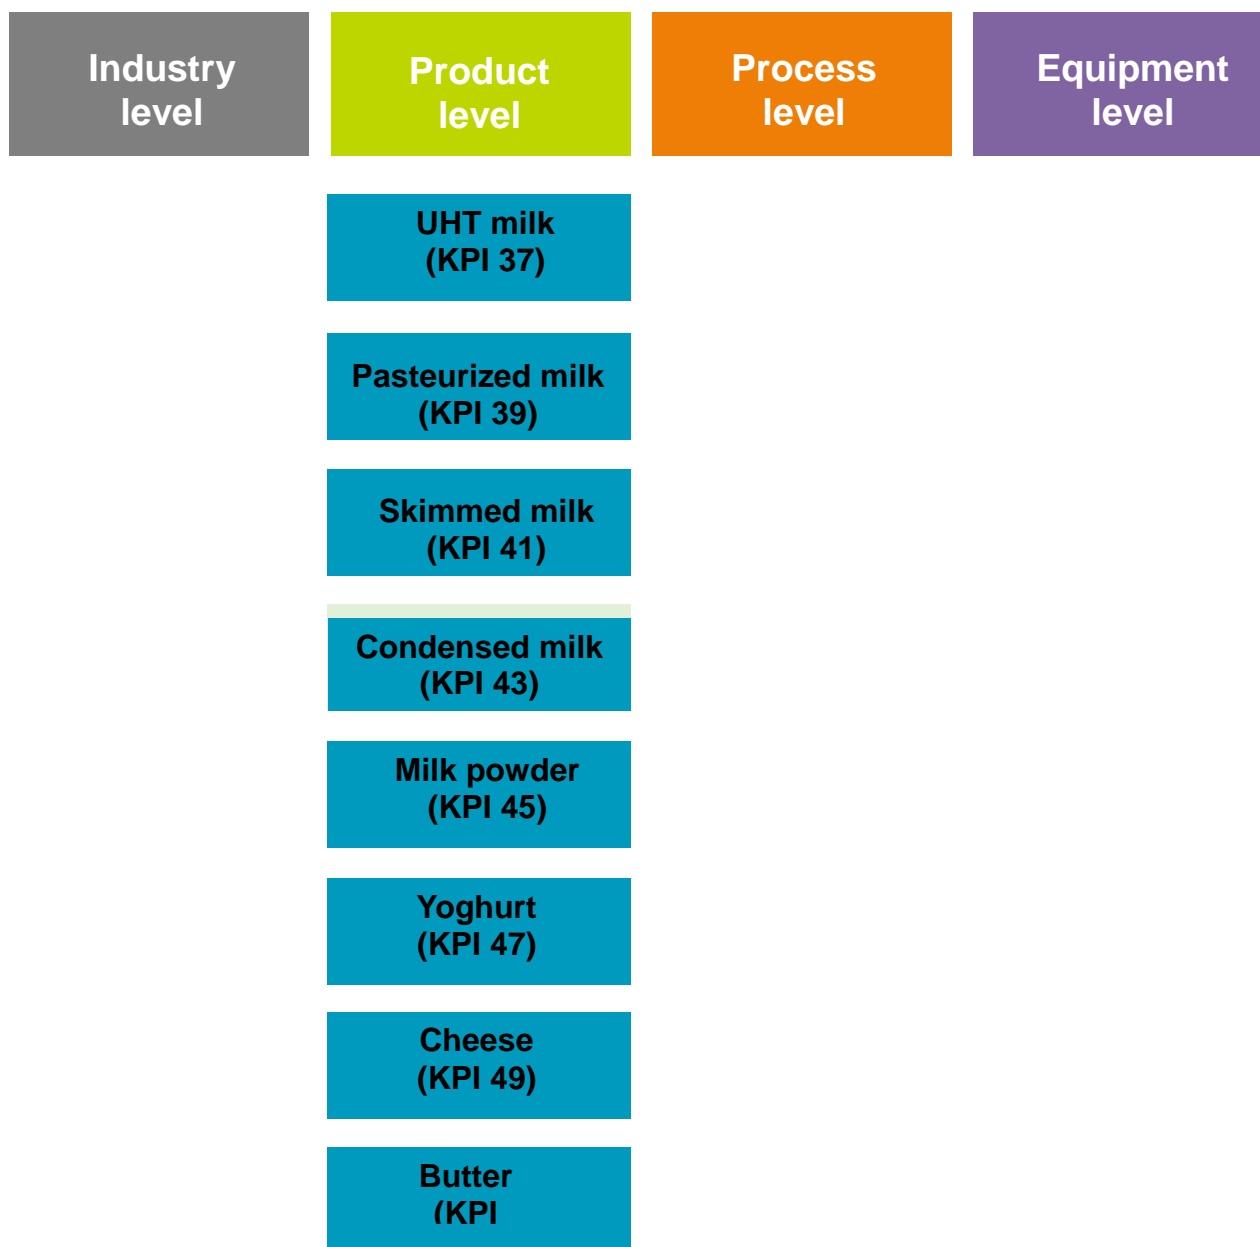 Industry
level
Product
level
Process
level
Equipment
level
UHT milk
(KPI 37)
Pasteurized milk
(KPI 39)
Skimmed milk
(KPI 41)
Condensed milk
(KPI 43)
Milk powder
(KPI 45)
Yoghurt
(KPI 47)
Cheese
(KPI 49)
Butter
(KPI